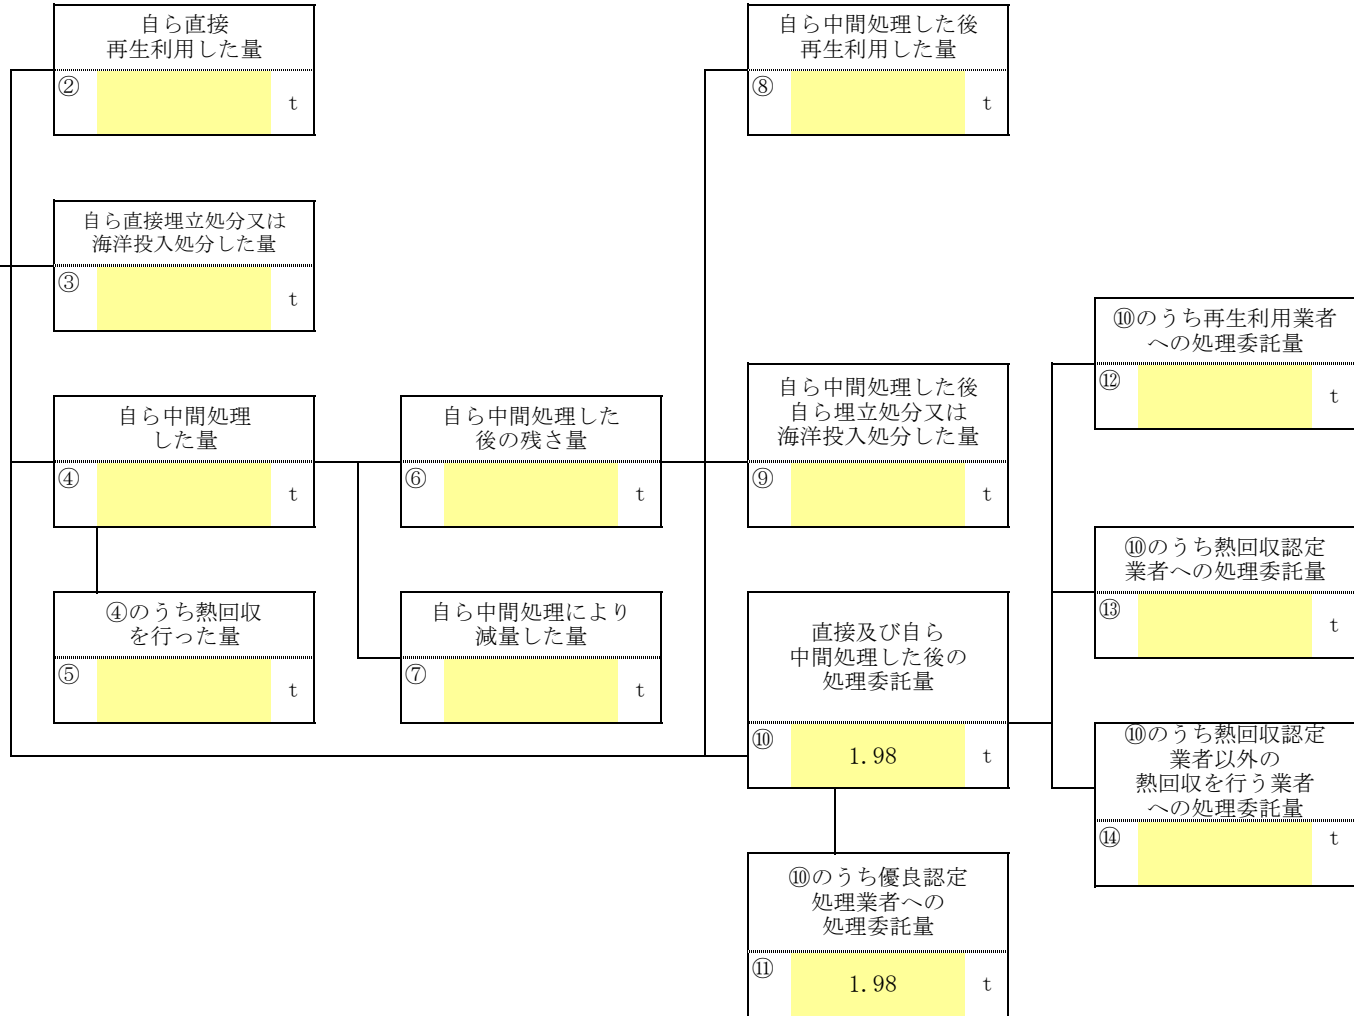 自ら直接
再生利用した量
② t
自ら中間処理した後
再生利用した量
⑧ t
自ら直接埋立処分又は
海洋投入処分した量
③ t
⑩のうち再生利用業者
への処理委託量
⑫ t
自ら中間処理
した量
④ t
自ら中間処理した
後の残さ量
⑥ t
自ら中間処理した後
自ら埋立処分又は
海洋投入処分した量
⑨ t
⑩のうち熱回収認定
業者への処理委託量
⑬ t
④のうち熱回収
を行った量
⑤ t
自ら中間処理により
減量した量
⑦ t
直接及び自ら
中間処理した後の
処理委託量
⑩ 1.98 t
⑩のうち熱回収認定
業者以外の
熱回収を行う業者
への処理委託量
⑭ t
⑩のうち優良認定
処理業者への
処理委託量
⑪ 1.98 t